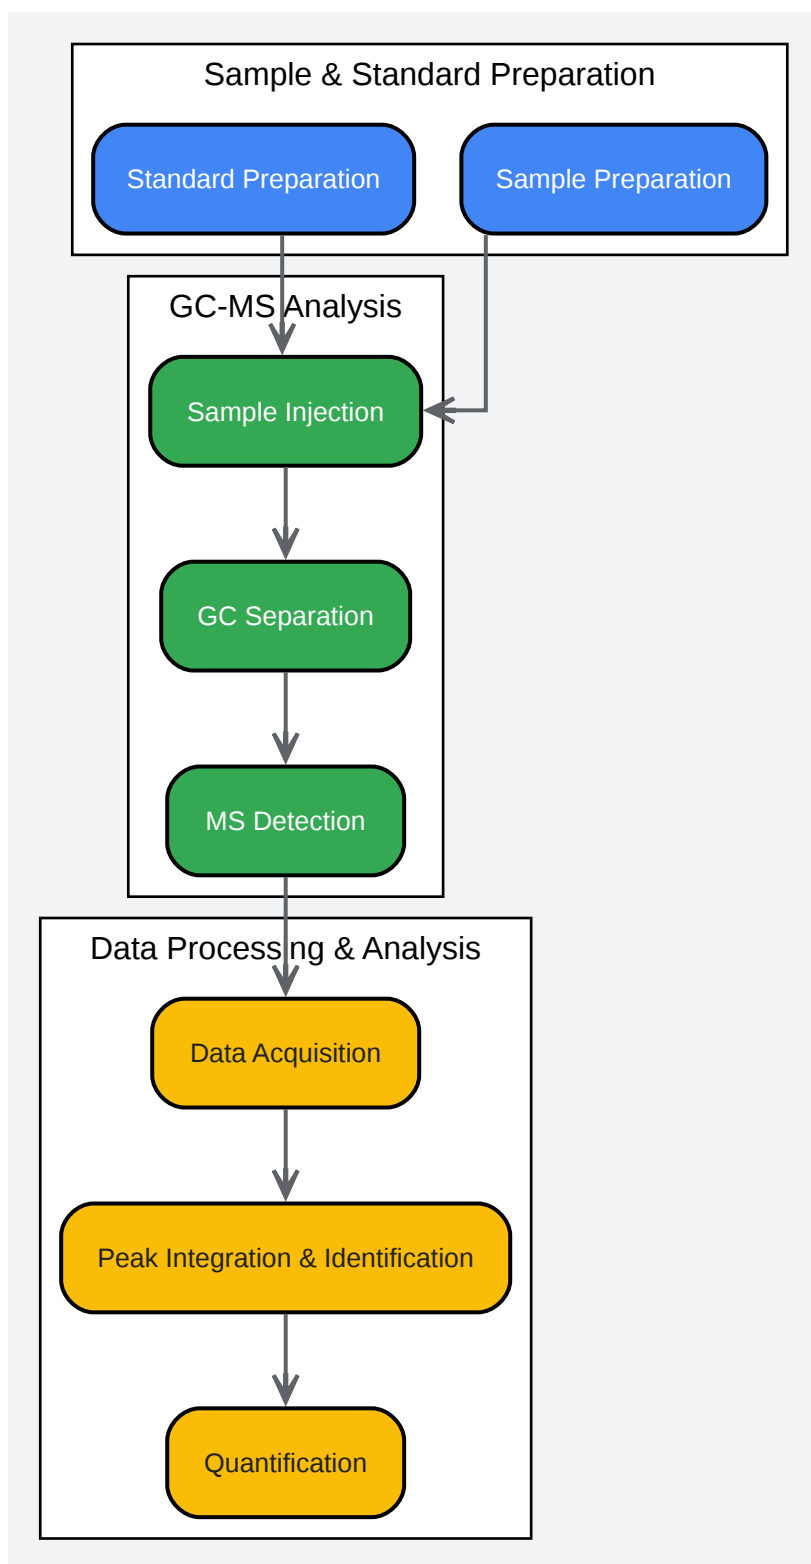 Sample & Standard Preparation
Standard Preparation
Sample Preparation
GC-MS Analysis
Sample Injection
GC Separation
MS Detection
Data Processing & Analysis
Data Acquisition
Peak Integration & Identification
Quantification